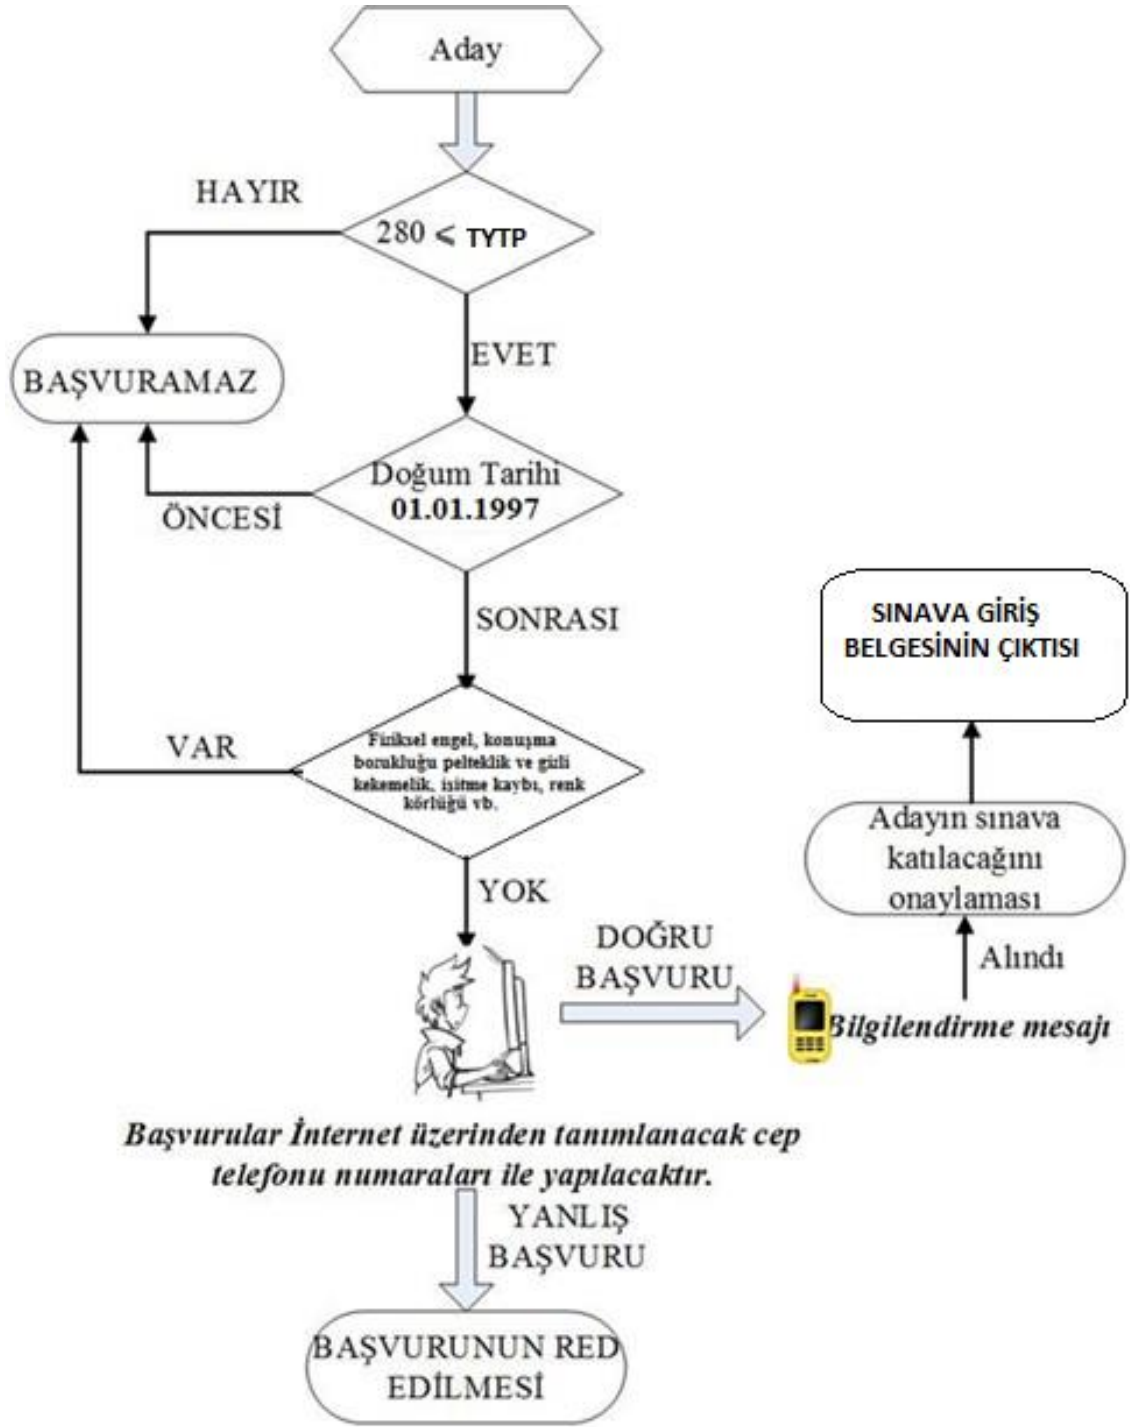 Aday
HAYIR
280 ⩽ TYTP
EVET
BAŞVURAMAZ
Doğum Tarihi
01.01.1997
ÖNCESİ
SONRASI
VAR
Fiziksel engel, konuşma
bozukluğu pelteklik ve gizli
kekemelik, işitme kaybı, renk
körlüğü vb.
YOK
SINAVA GİRİŞ
BELGESİNİN ÇIKTISI
Adayın sınava
katılacağını
onaylaması
Alındı
DOĞRU
BAŞVURU
Bilgilendirme mesajı
Başvurular İnternet üzerinden tanımlanacak cep
telefonu numaraları ile yapılacaktır.
YANLIŞ
BAŞVURU
BAŞVURUNUN RED
EDİLMESİ